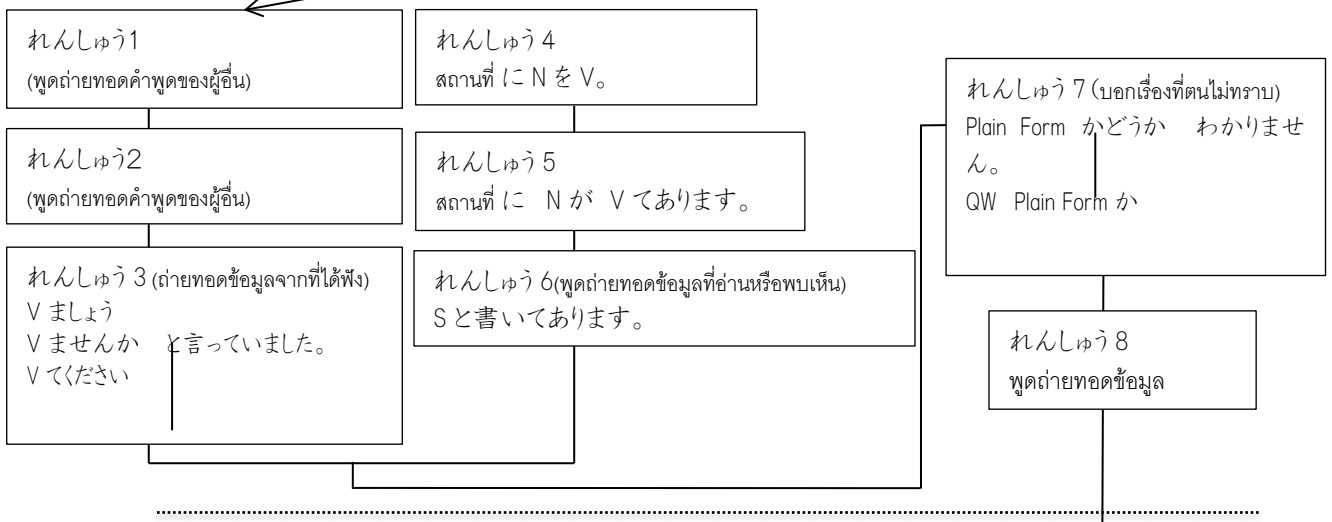 れんしゅう1
(พูดถ่ายทอดคำพูดของผู้อื่น)
れんしゅう2
(พูดถ่ายทอดคำพูดของผู้อื่น)
れんしゅう 3 (ถ่ายทอดข้อมูลจากที่ได้ฟัง)
V ましょう
V ませんか と言っていました。
V てください
れんしゅう 4
สถานที่ に N を V。
れんしゅう 5
สถานที่ に N が V てあります。
れんしゅう 6(พูดถ่ายทอดข้อมูลที่อ่านหรือพบเห็น)
S と書いてあります。
れんしゅう 7 (บอกเรื่องที่ตนไม่ทราบ)
Plain Form かどうか わかりませ
ん。
QW Plain Form か
れんしゅう 8
พูดถ่ายทอดข้อมูล